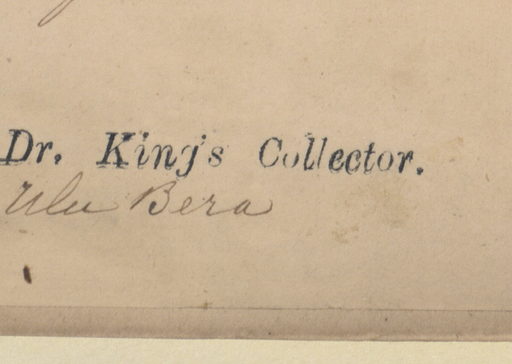 Dr. King's Collector.
Ulu Bera